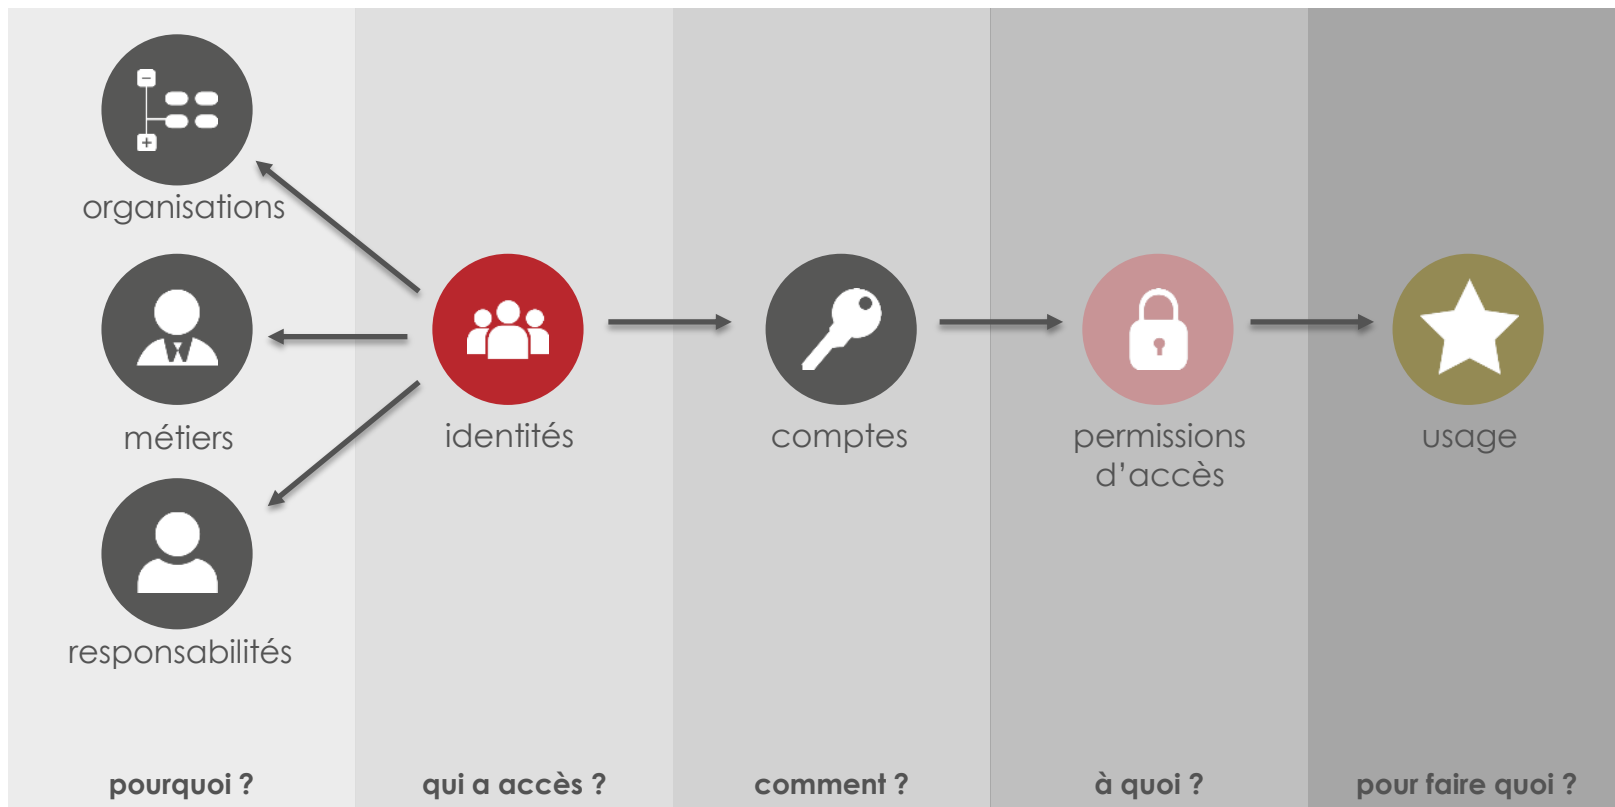 organisations
métiers
responsabilités
identités
comptes
permissions
d’accès
usage
pourquoi ?
qui a accès ?
comment ?
à quoi ?
pour faire quoi ?